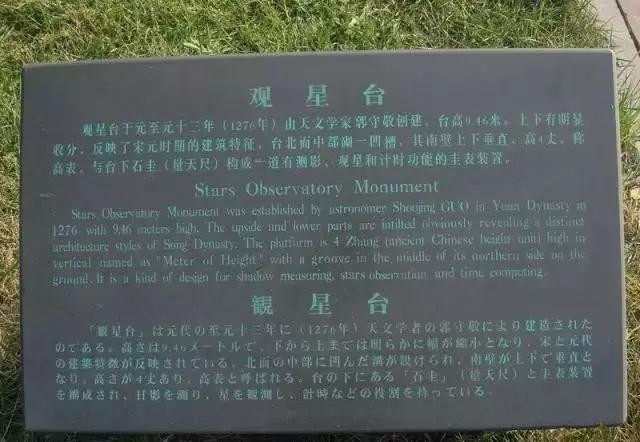 观星台
观星台于元至元十三年（1276年）由天文学家郭守敬创建，台高9.46米。上下有明显
收分，反映了宋元时期的建筑特征，台北面中部砌一凹槽，其南壁上下垂直，高4丈，称
高表，与台下石圭（量天尺）构成一道有测影、观星和计时功能的圭表装置。
Stars Observatory Monument
Stars Observatory Monument was established by astronomer Shoujing GUO in Yuan Dynasty in
1276 with 9.46 meters high. The upside and lower parts are intilted obviously revealing a distinct
architecture styles of Song Dynasty. The platform is 4 Zhang (ancient Chinese height unit) high in
vertical named as "Meter of Height" with a groove in the middle of its northern side on the
ground. It is a kind of design for shadow measuring, stars observation and time computing.
観星台
「観星台」は元代の至元十三年に（1276年）天文学者の郭守敬により建造された
のである。高さは9.46メートルで、下から上までは明らかに幅が縮小となり、宋と元代
の建築特徴が反映されている。北面の中部に凹んだ溝が設けられ、南壁が上下で垂直と
なり、高さが4丈あり、高表と呼ばれる。台の下にある「石圭」（量天尺）と圭表装置
を構成され、日影を測り、星を観測し、計時などの役割を持っている。